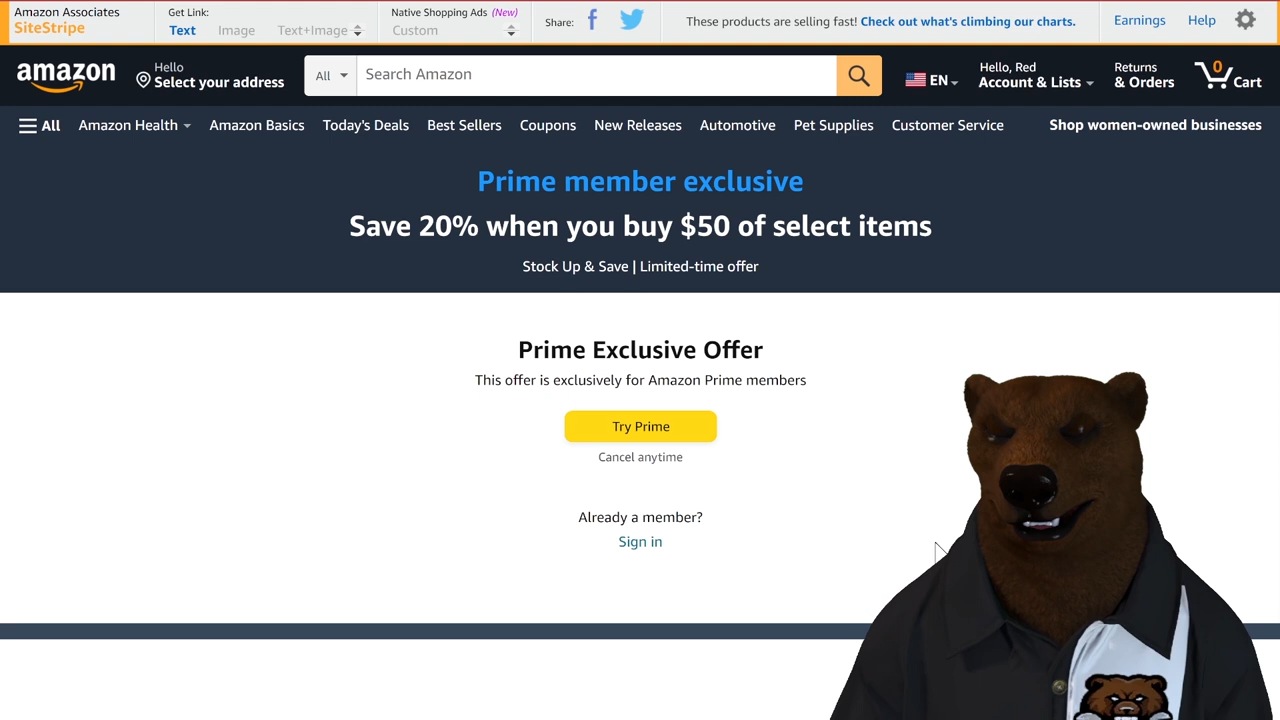 Amazon Associates
SiteStripe
Get Link:
Text Image Text+Image
Native Shopping Ads (New)
Custom
Share:
These products are selling fast! Check out what's climbing our charts.
Earnings Help
amazon
Hello
Select your address
All
Search Amazon
EN
Hello, Red
Account & Lists
Returns
& Orders
0
Cart
All Amazon Health Amazon Basics Today's Deals Best Sellers Coupons New Releases Automotive Pet Supplies Customer Service Shop women-owned businesses
Prime member exclusive
Save 20% when you buy $50 of select items
Stock Up & Save | Limited-time offer
Prime Exclusive Offer
This offer is exclusively for Amazon Prime members
Try Prime
Cancel anytime
Already a member?
Sign in